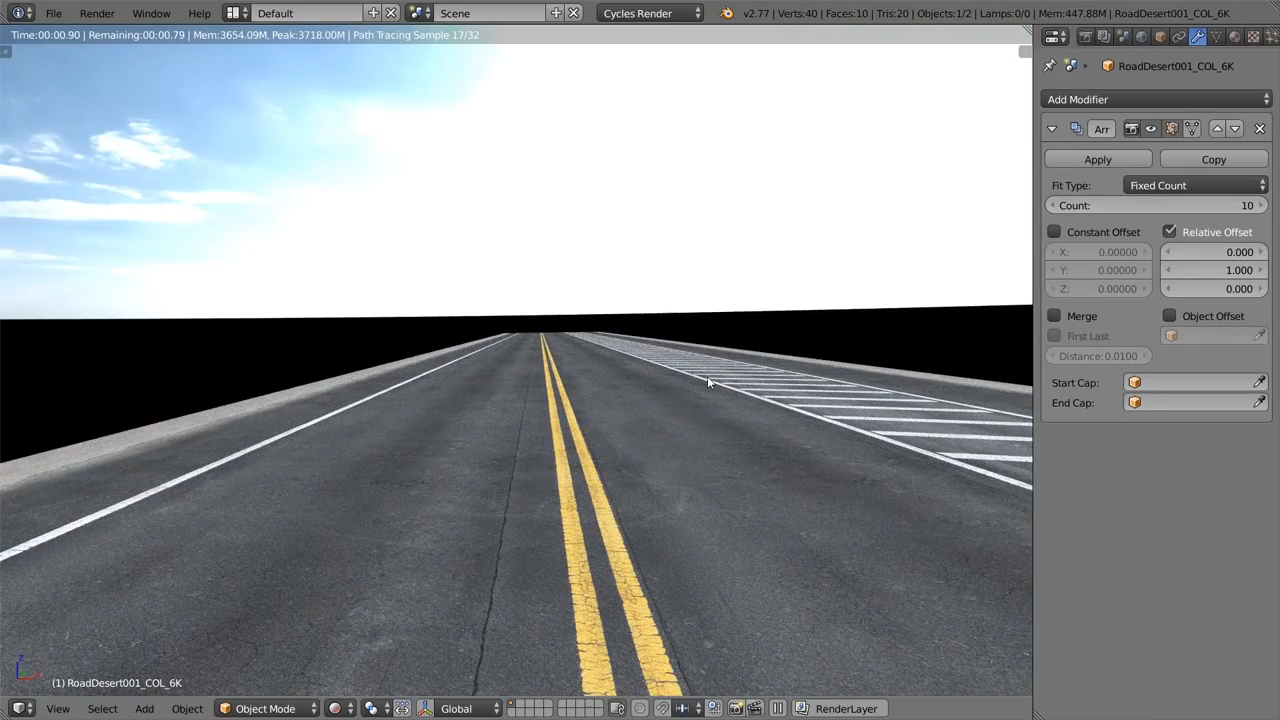 File Render Window Help Default Scene Cycles Render v2.77 | Verts:40 | Faces:10 | Tris:20 | Objects:1/2 | Lamps:0/0 | Mem:447.88M | RoadDesert001_COL_6K
Time:00:00.90 | Remaining:00:00.79 | Mem:3654.09M, Peak:3718.00M | Path Tracing Sample 17/32
RoadDesert001_COL_6K
Add Modifier
Arr
Apply Copy
Fit Type: Fixed Count
Count: 10
Constant Offset Relative Offset
X: 0.00000 0.000
Y: 0.00000 1.000
Z: 0.00000 0.000
Merge Object Offset
First Last
Distance:0.0100
Start Cap:
End Cap:
Z
(1) RoadDesert001_COL_6K
View Select Add Object Object Mode Global RenderLayer